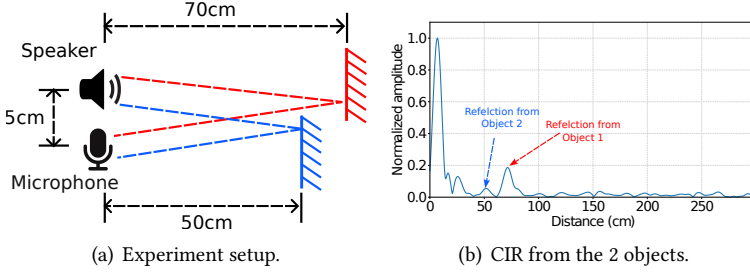 70cm
Speaker
5cm
Microphone
50cm
(a) Experiment setup.
Normalized amplitude
1.0
0.8
0.6
0.4
0.2
0.0
Refelction from
Object 2
Refelction from
Object 1
0 50 100 150 200 250
Distance (cm)
(b) CIR from the 2 objects.